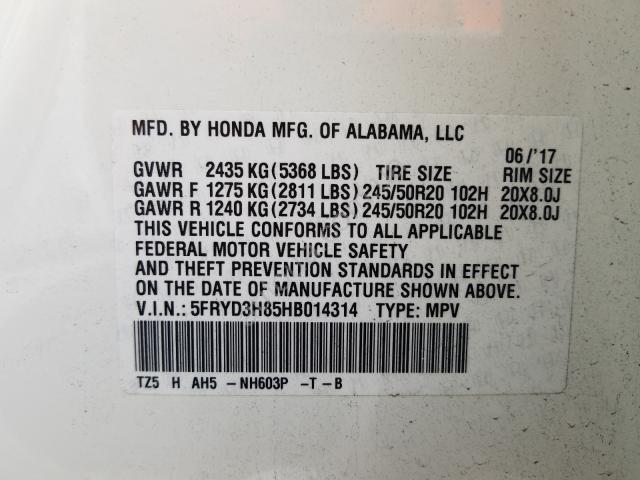 MFD. BY HONDA MFG. OF ALABAMA, LLC
06/'17
GVWR 2435 KG(5368 LBS) TIRE SIZE RIM SIZE
GAWR F 1275 KG(2811 LBS) 245/50R20 102H 20X8.0J
GAWR R 1240 KG(2734 LBS) 245/50R20 102H 20X8.0J
THIS VEHICLE CONFORMS TO ALL APPLICABLE
FEDERAL MOTOR VEHICLE SAFETY
AND THEFT PREVENTION STANDARDS IN EFFECT
ON THE DATE OF MANUFACTURE SHOWN ABOVE.
V.I.N.: 5FRYD3H85HB014314 TYPE: MPV
TZ5 H AH5 -NH603P -T-B